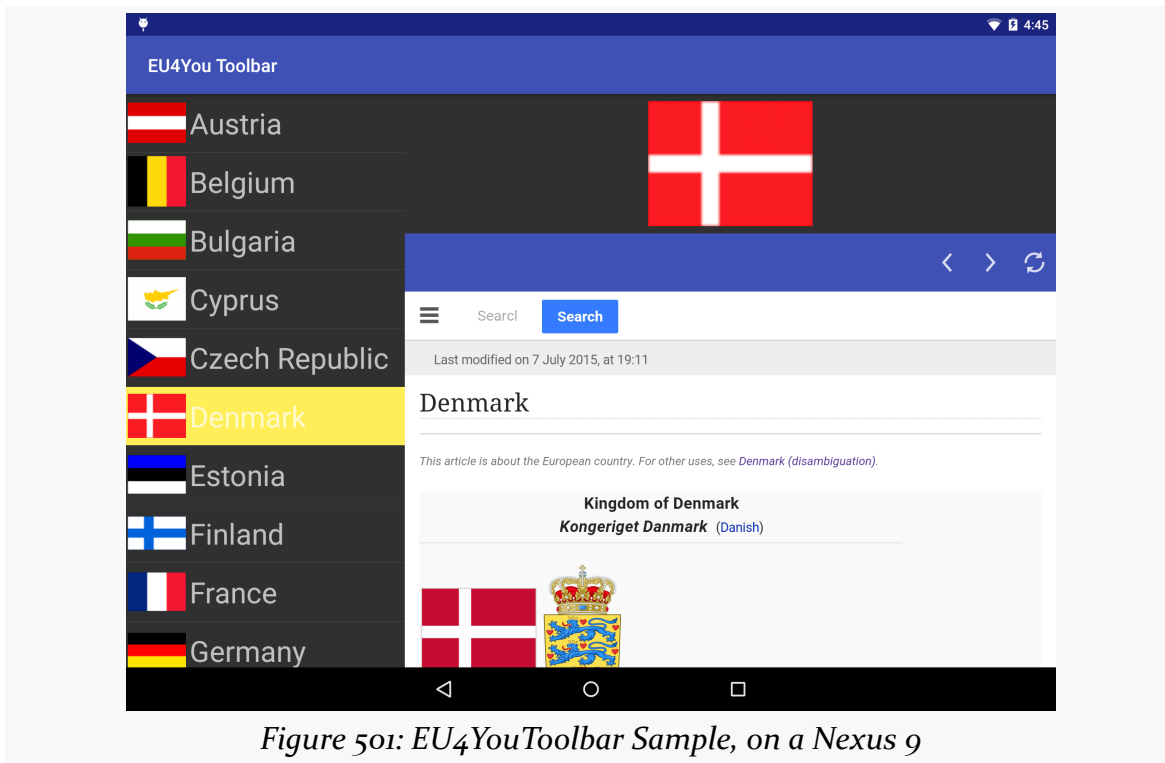 4:45
EU4You Toolbar
Austria
Belgium
Bulgaria
Cyprus
Czech Republic
Denmark
Estonia
Finland
France
Germany
Searcl
Search
Last modified on 7 July 2015, at 19:11
Denmark
This article is about the European country. For other uses, see Denmark (disambiguation).
Kingdom of Denmark
Kongeriget Danmark (Danish)
Figure 501: EU4YouToolbar Sample, on a Nexus 9